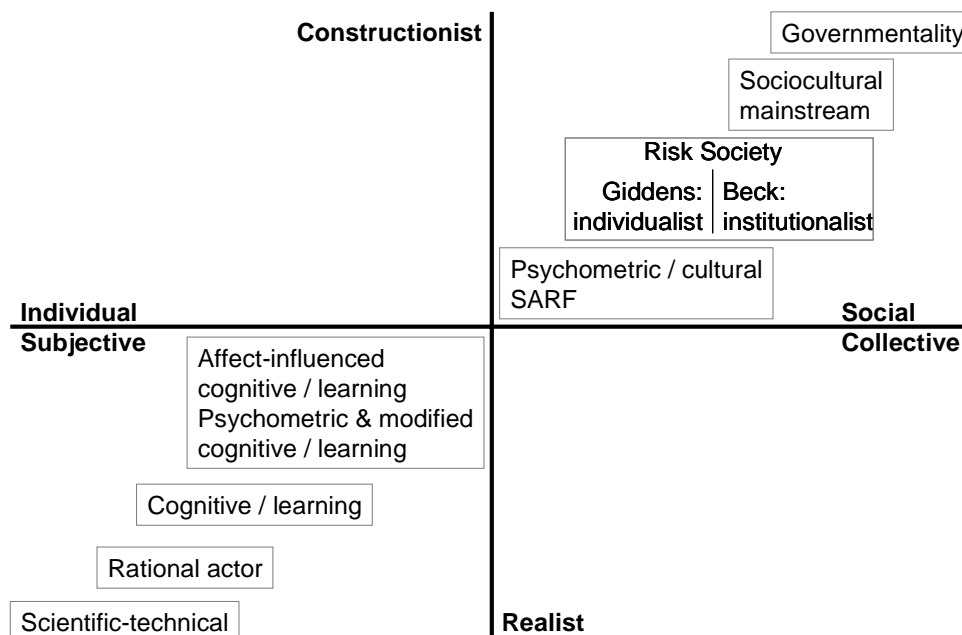 Constructionist
Governmentality
Sociocultural
mainstream
Risk Society
Giddens:
individualist
Beck:
institutionalist
Psychometric / cultural
SARF
Individual
Subjective
Social
Collective
Affect-influenced
cognitive / learning
Psychometric & modified
cognitive / learning
Cognitive / learning
Rational actor
Scientific-technical
Realist